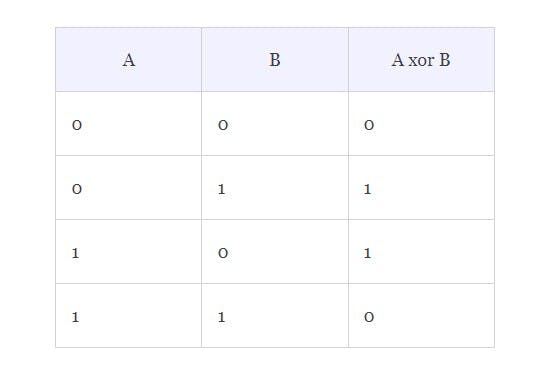 A B A xor B
0 0 0
0 1 1
1 0 1
1 1 0